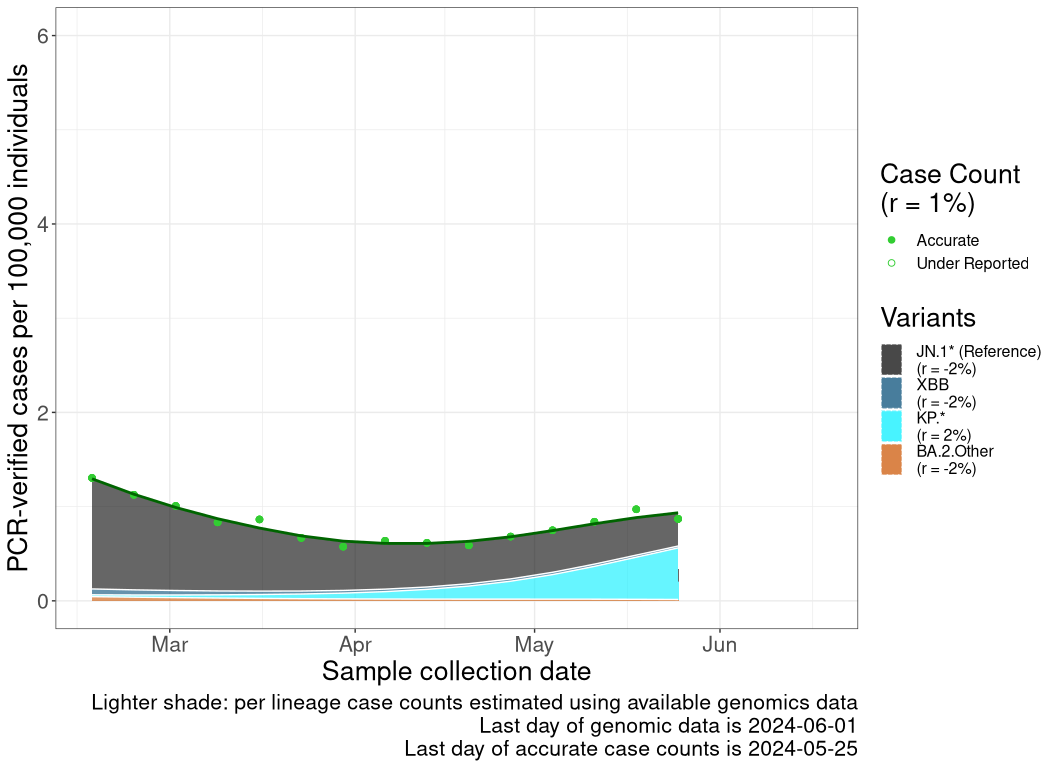 PCR-verified cases per 100,000 individuals
6
4
2
0
Mar
Apr
May
Jun
Sample collection date
Lighter shade: per lineage case counts estimated using available genomics data
Last day of genomic data is 2024-06-01
Last day of accurate case counts is 2024-05-25
Case Count
(r = 1%)
Accurate
Under Reported
Variants
JN.1* (Reference)
(r = -2%)
XBB
(r = -2%)
KP.*
(r = 2%)
BA.2.Other
(r = -2%)